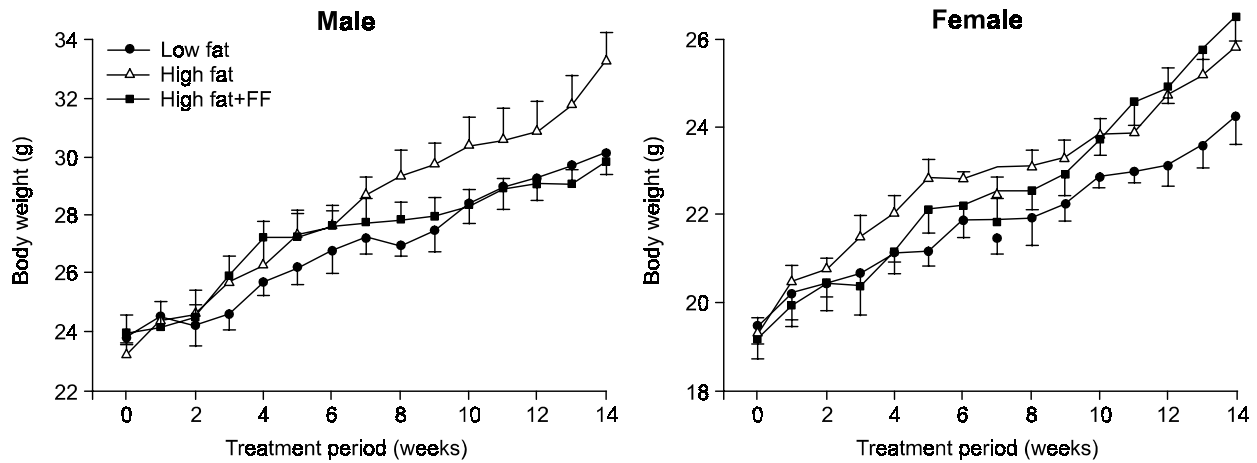 Male
Low fat
High fat
High fat+FF
34
32
30
28
26
24
22
Body weight (g)
0 2 4 6 8 10 12 14
Treatment period (weeks)
Female
26
24
22
20
18
Body weight (g)
0 2 4 6 8 10 12 14
Treatment period (weeks)